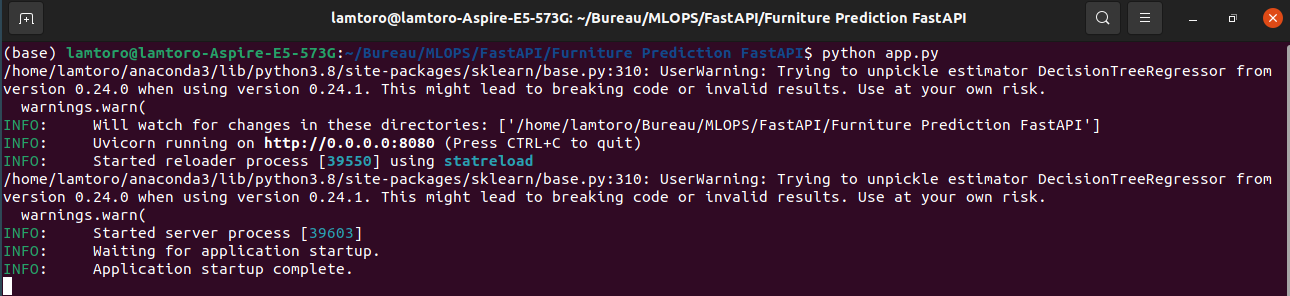 lamtoro@lamtoro-Aspire-E5-573G: ~/Bureau/MLOPS/FastAPI/Furniture Prediction FastAPI
(base) lamtoro@lamtoro-Aspire-E5-573G:~/Bureau/MLOPS/FastAPI/Furniture Prediction FastAPI$ python app.py
/home/lamtoro/anaconda3/lib/python3.8/site-packages/sklearn/base.py:310: UserWarning: Trying to unpickle estimator DecisionTreeRegressor from
version 0.24.0 when using version 0.24.1. This might lead to breaking code or invalid results. Use at your own risk.
  warnings.warn(
INFO:     Will watch for changes in these directories: ['/home/lamtoro/Bureau/MLOPS/FastAPI/Furniture Prediction FastAPI']
INFO:     Uvicorn running on http://0.0.0.0:8080 (Press CTRL+C to quit)
INFO:     Started reloader process [39550] using statreload
/home/lamtoro/anaconda3/lib/python3.8/site-packages/sklearn/base.py:310: UserWarning: Trying to unpickle estimator DecisionTreeRegressor from
version 0.24.0 when using version 0.24.1. This might lead to breaking code or invalid results. Use at your own risk.
  warnings.warn(
INFO:     Started server process [39603]
INFO:     Waiting for application startup.
INFO:     Application startup complete.